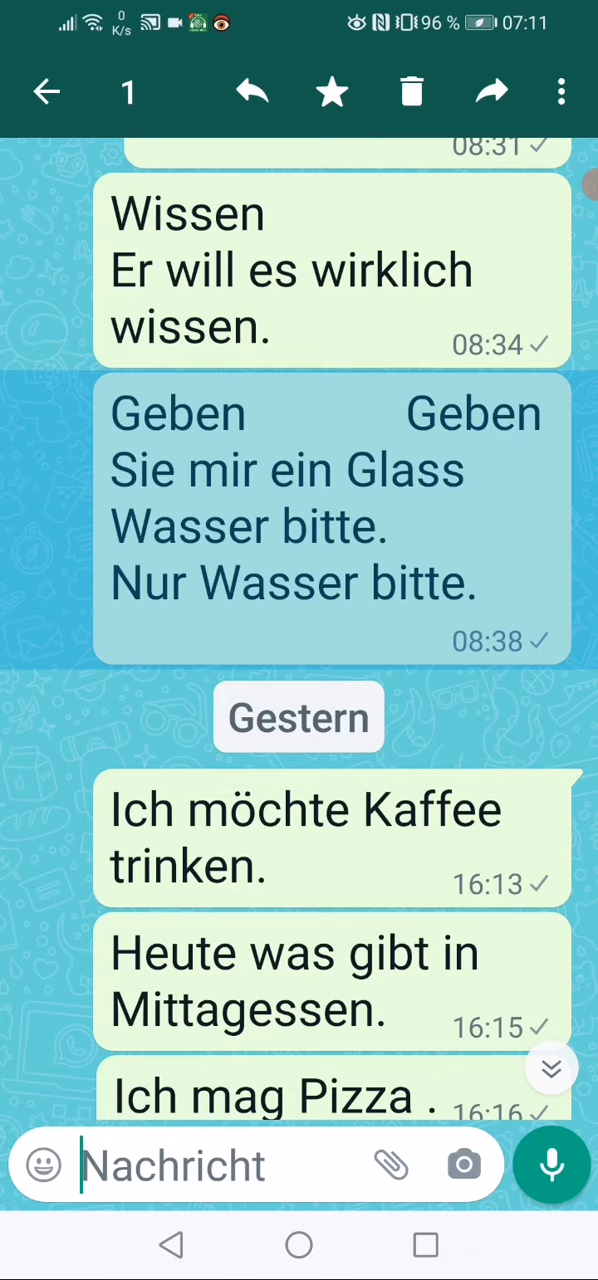 0 K/s 96 % 07:11
1
08:31
Wissen
Er will es wirklich
wissen.
08:34
Geben Geben
Sie mir ein Glass
Wasser bitte.
Nur Wasser bitte.
08:38
Gestern
Ich möchte Kaffee
trinken.
16:13
Heute was gibt in
Mittagessen.
16:15
Ich mag Pizza .
16:16
Nachricht